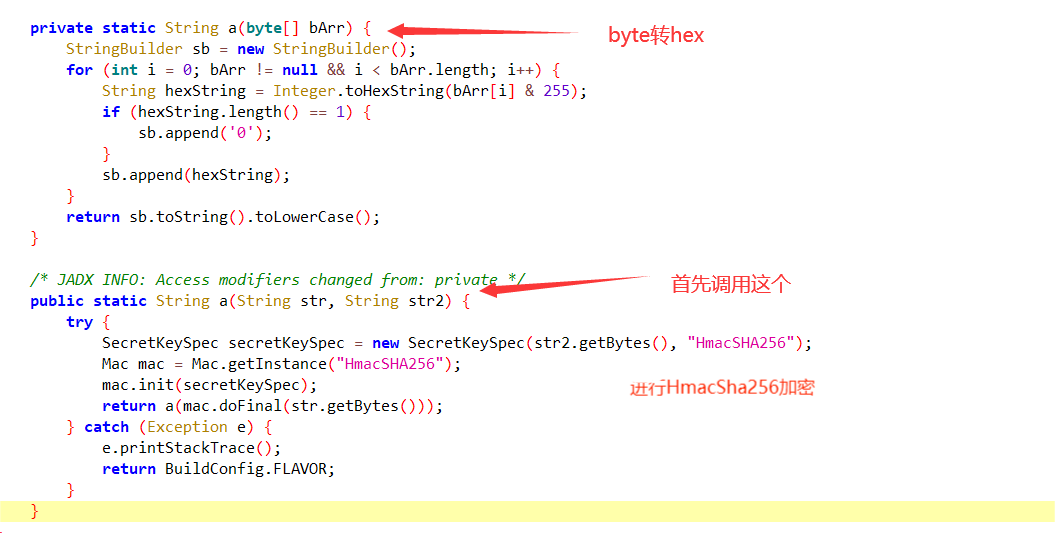 private static String a(byte[] bArr) {
byte转hex
StringBuilder sb = new StringBuilder();
for (int i = 0; bArr != null && i < bArr.length; i++) {
String hexString = Integer.toHexString(bArr[i] & 255);
if (hexString.length() == 1) {
sb.append('0');
}
sb.append(hexString);
}
return sb.toString().toLowerCase();
}
/* JADX INFO: Access modifiers changed from: private */
首先调用这个
public static String a(String str, String str2) {
try {
SecretKeySpec secretKeySpec = new SecretKeySpec(str2.getBytes(), "HmacSHA256");
Mac mac = Mac.getInstance("HmacSHA256");
mac.init(secretKeySpec);
进行HmacSha256加密
return a(mac.doFinal(str.getBytes()));
} catch (Exception e) {
e.printStackTrace();
return BuildConfig.FLAVOR;
}
}